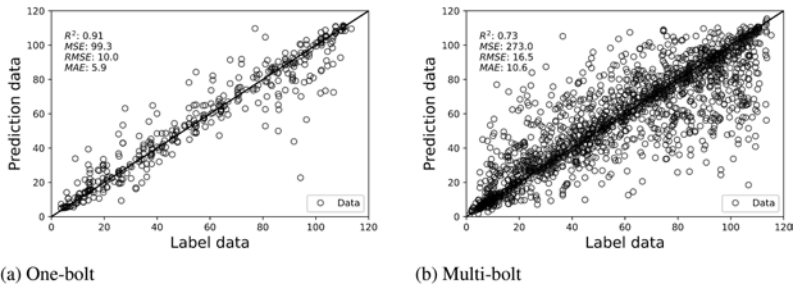 R²: 0.91
MSE: 99.3
RMSE: 10.0
MAE: 5.9
Prediction data
120
100
80
60
40
20
0
0 20 40 60 80 100 120
Label data
Data
(a) One-bolt
R²: 0.73
MSE: 273.0
RMSE: 16.5
MAE: 10.6
Prediction data
120
100
80
60
40
20
0
0 20 40 60 80 100 120
Label data
Data
(b) Multi-bolt